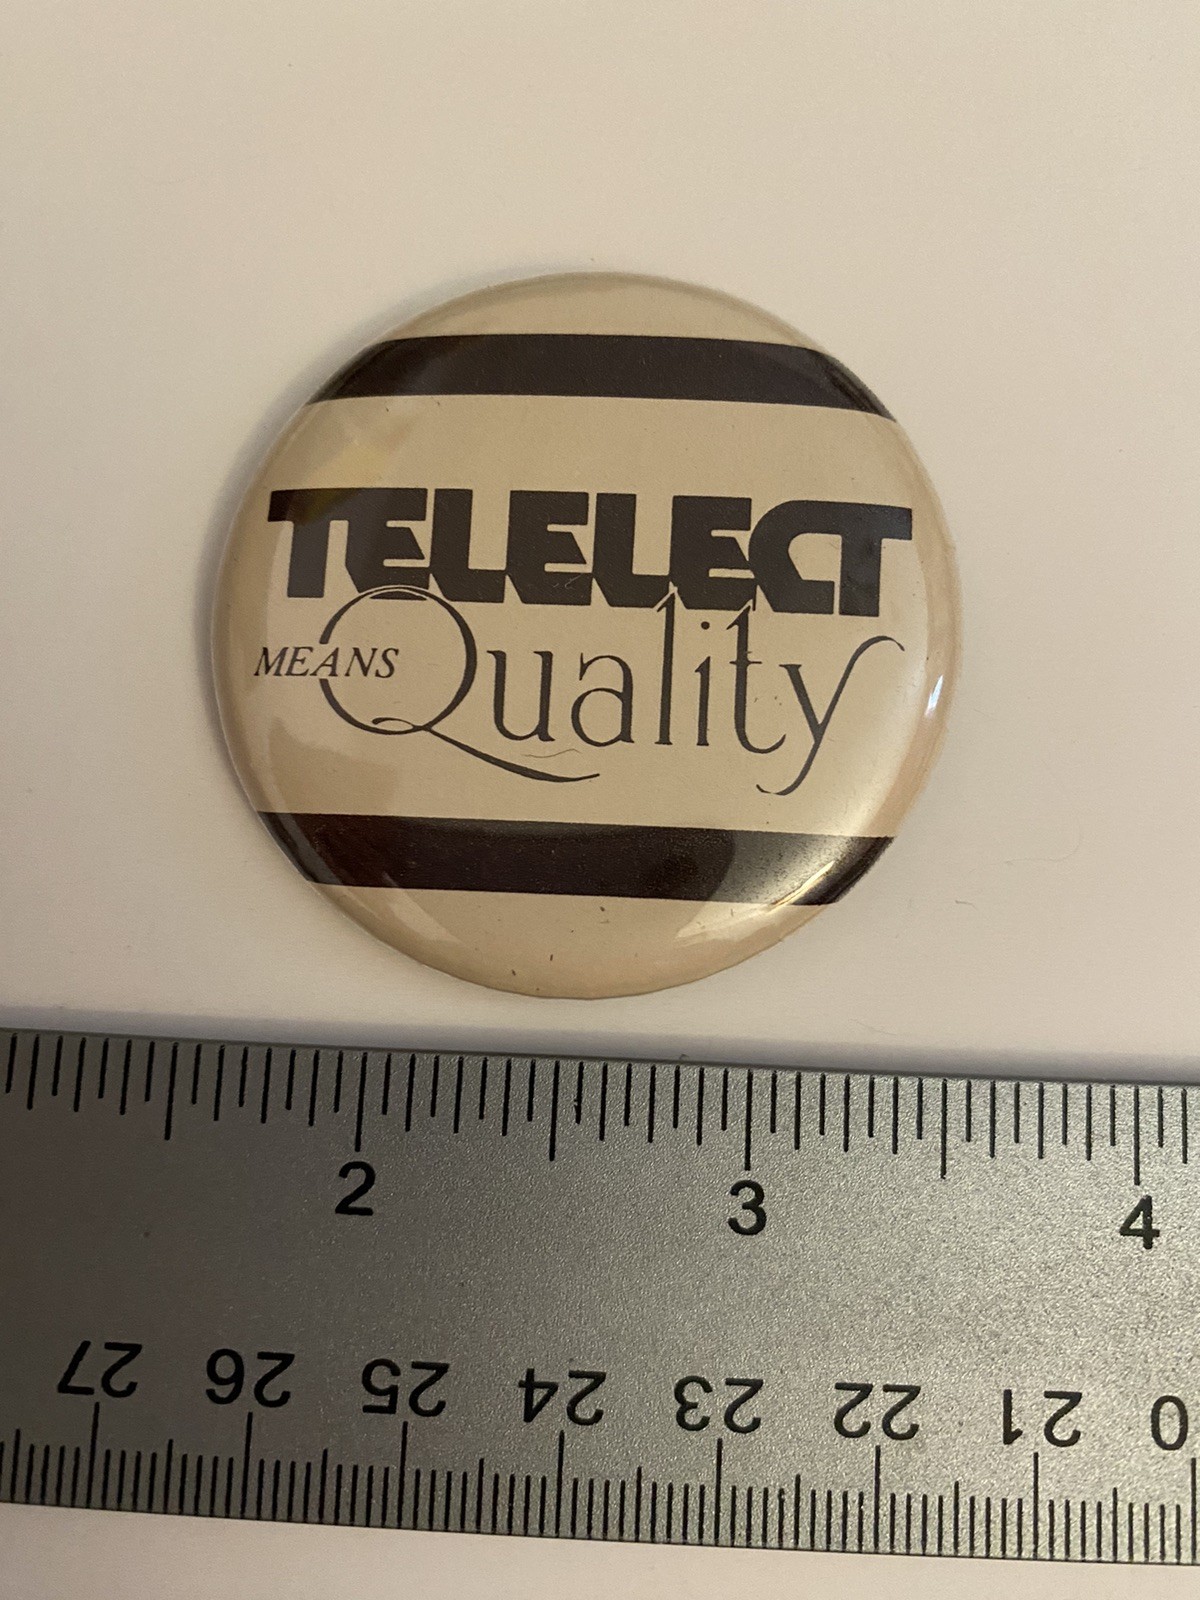 TELELECT
MEANS Quality
2 3 4
27 26 25 24 23 22 21 0